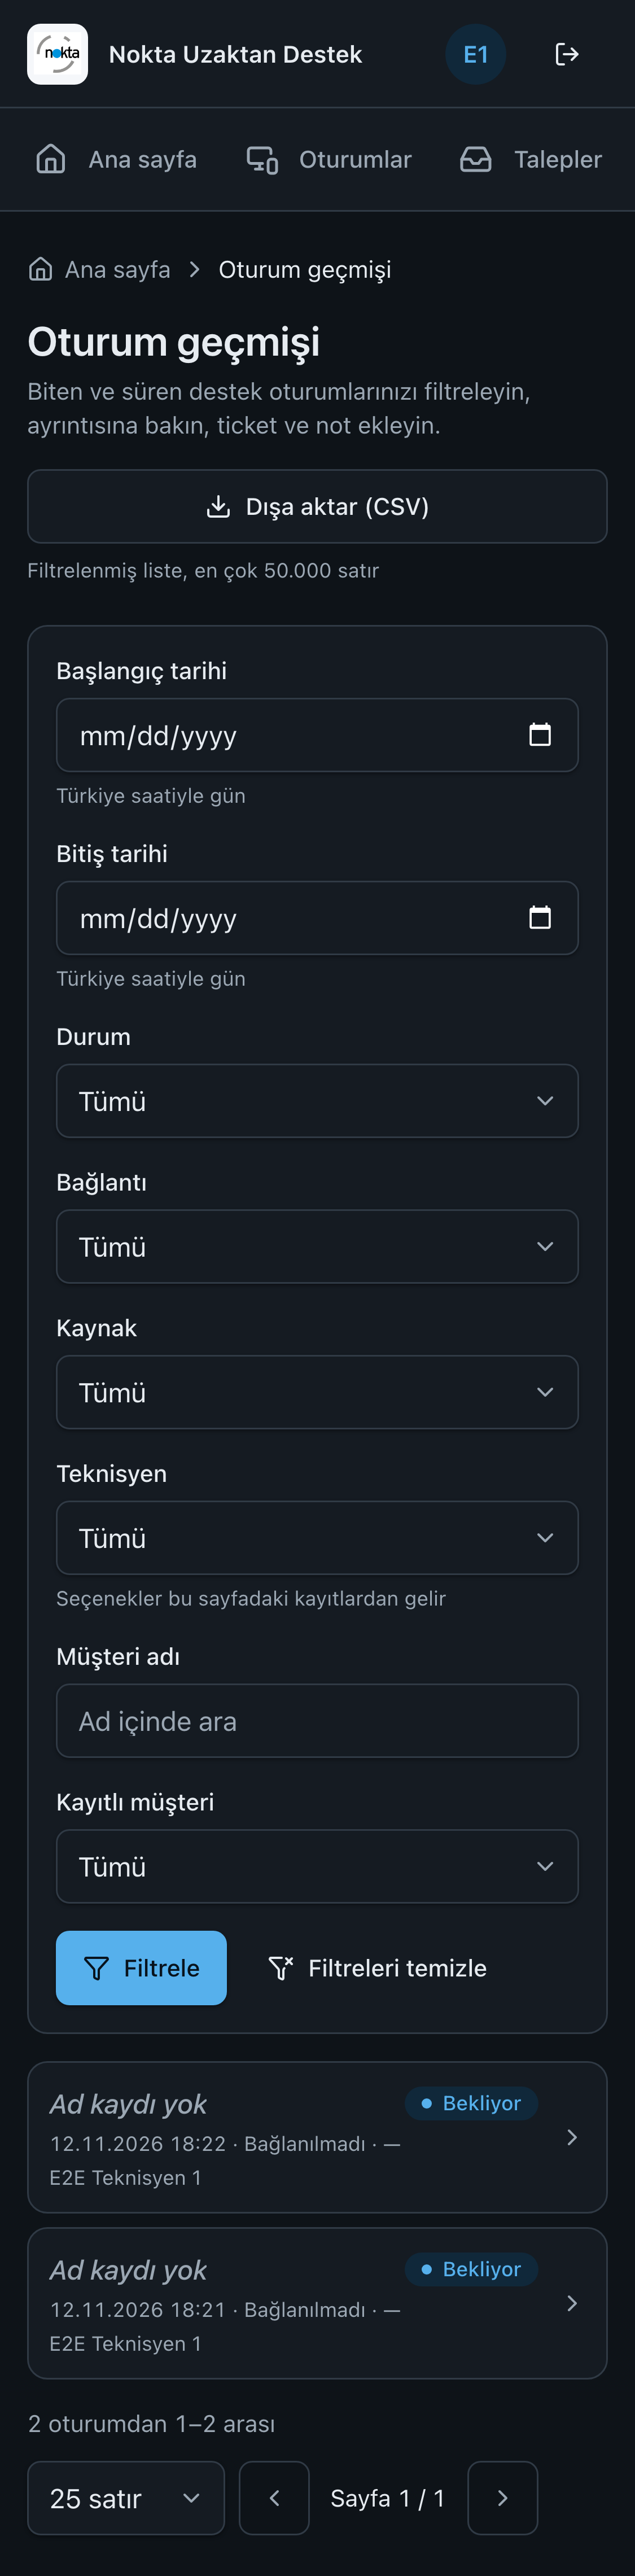 nokta
Nokta Uzaktan Destek
E1
Ana sayfa
Oturumlar
Talepler
Ana sayfa
Oturum geçmişi
Oturum geçmişi
Biten ve süren destek oturumlarınızı filtreleyin,
ayrıntısına bakın, ticket ve not ekleyin.
Dışa aktar (CSV)
Filtrelenmiş liste, en çok 50.000 satır
Başlangıç tarihi
mm/dd/yyyy
Türkiye saatiyle gün
Bitiş tarihi
mm/dd/yyyy
Türkiye saatiyle gün
Durum
Tümü
Bağlantı
Tümü
Kaynak
Tümü
Teknisyen
Tümü
Seçenekler bu sayfadaki kayıtlardan gelir
Müşteri adı
Ad içinde ara
Kayıtlı müşteri
Tümü
Filtrele
Filtreleri temizle
Ad kaydı yok
Bekliyor
12.11.2026 18:22 · Bağlanılmadı · —
E2E Teknisyen 1
Ad kaydı yok
Bekliyor
12.11.2026 18:21 · Bağlanılmadı · —
E2E Teknisyen 1
2 oturumdan 1–2 arası
25 satır
Sayfa 1 / 1